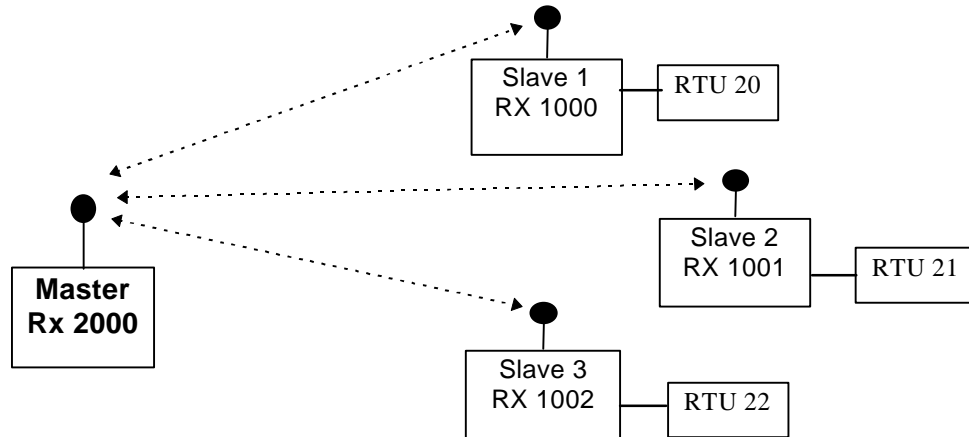 Slave 1
RX 1000
RTU 20
Slave 2
RX 1001
RTU 21
Master
Rx 2000
Slave 3
RX 1002
RTU 22